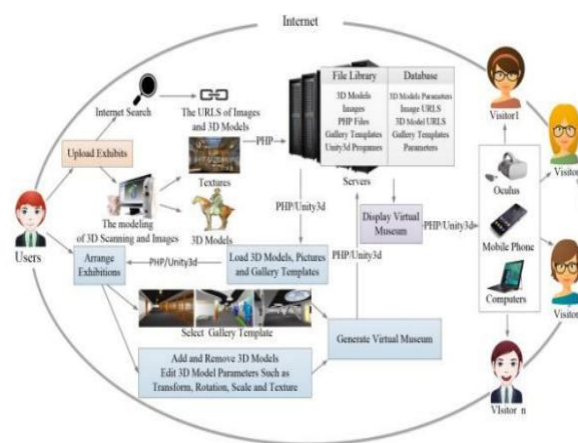 Internet
File Library
Database
3D Models
Images
PHP Files
Gallery Templates
Unity3d Progames
3D Models Parameters
Image URLS
3D Model URLS
Gallery Templates
Parameters
Servers
Internet Search
The URLS of Images
and 3D Models
PHP
Upload Exhibits
Textures
The modeling
of 3D Scanning and Images
3D Models
Users
Arrange
Exhibitions
PHP/Unity3d
Load 3D Models, Pictures
and Gallery Templates
PHP/Unity3d
PHP/Unity3d
PHP/Unity3d
Display Virtual
Museum
PHP/Unity3d
Select Gallery Template
Add and Remove 3D Models
Edit 3D Model Parameters Such as
Transform, Rotation, Scale and Texture
Generate Virtual Museum
Oculus
Mobile Phone
Computers
Visitor1
Visitor
Visitor
VIsitor n